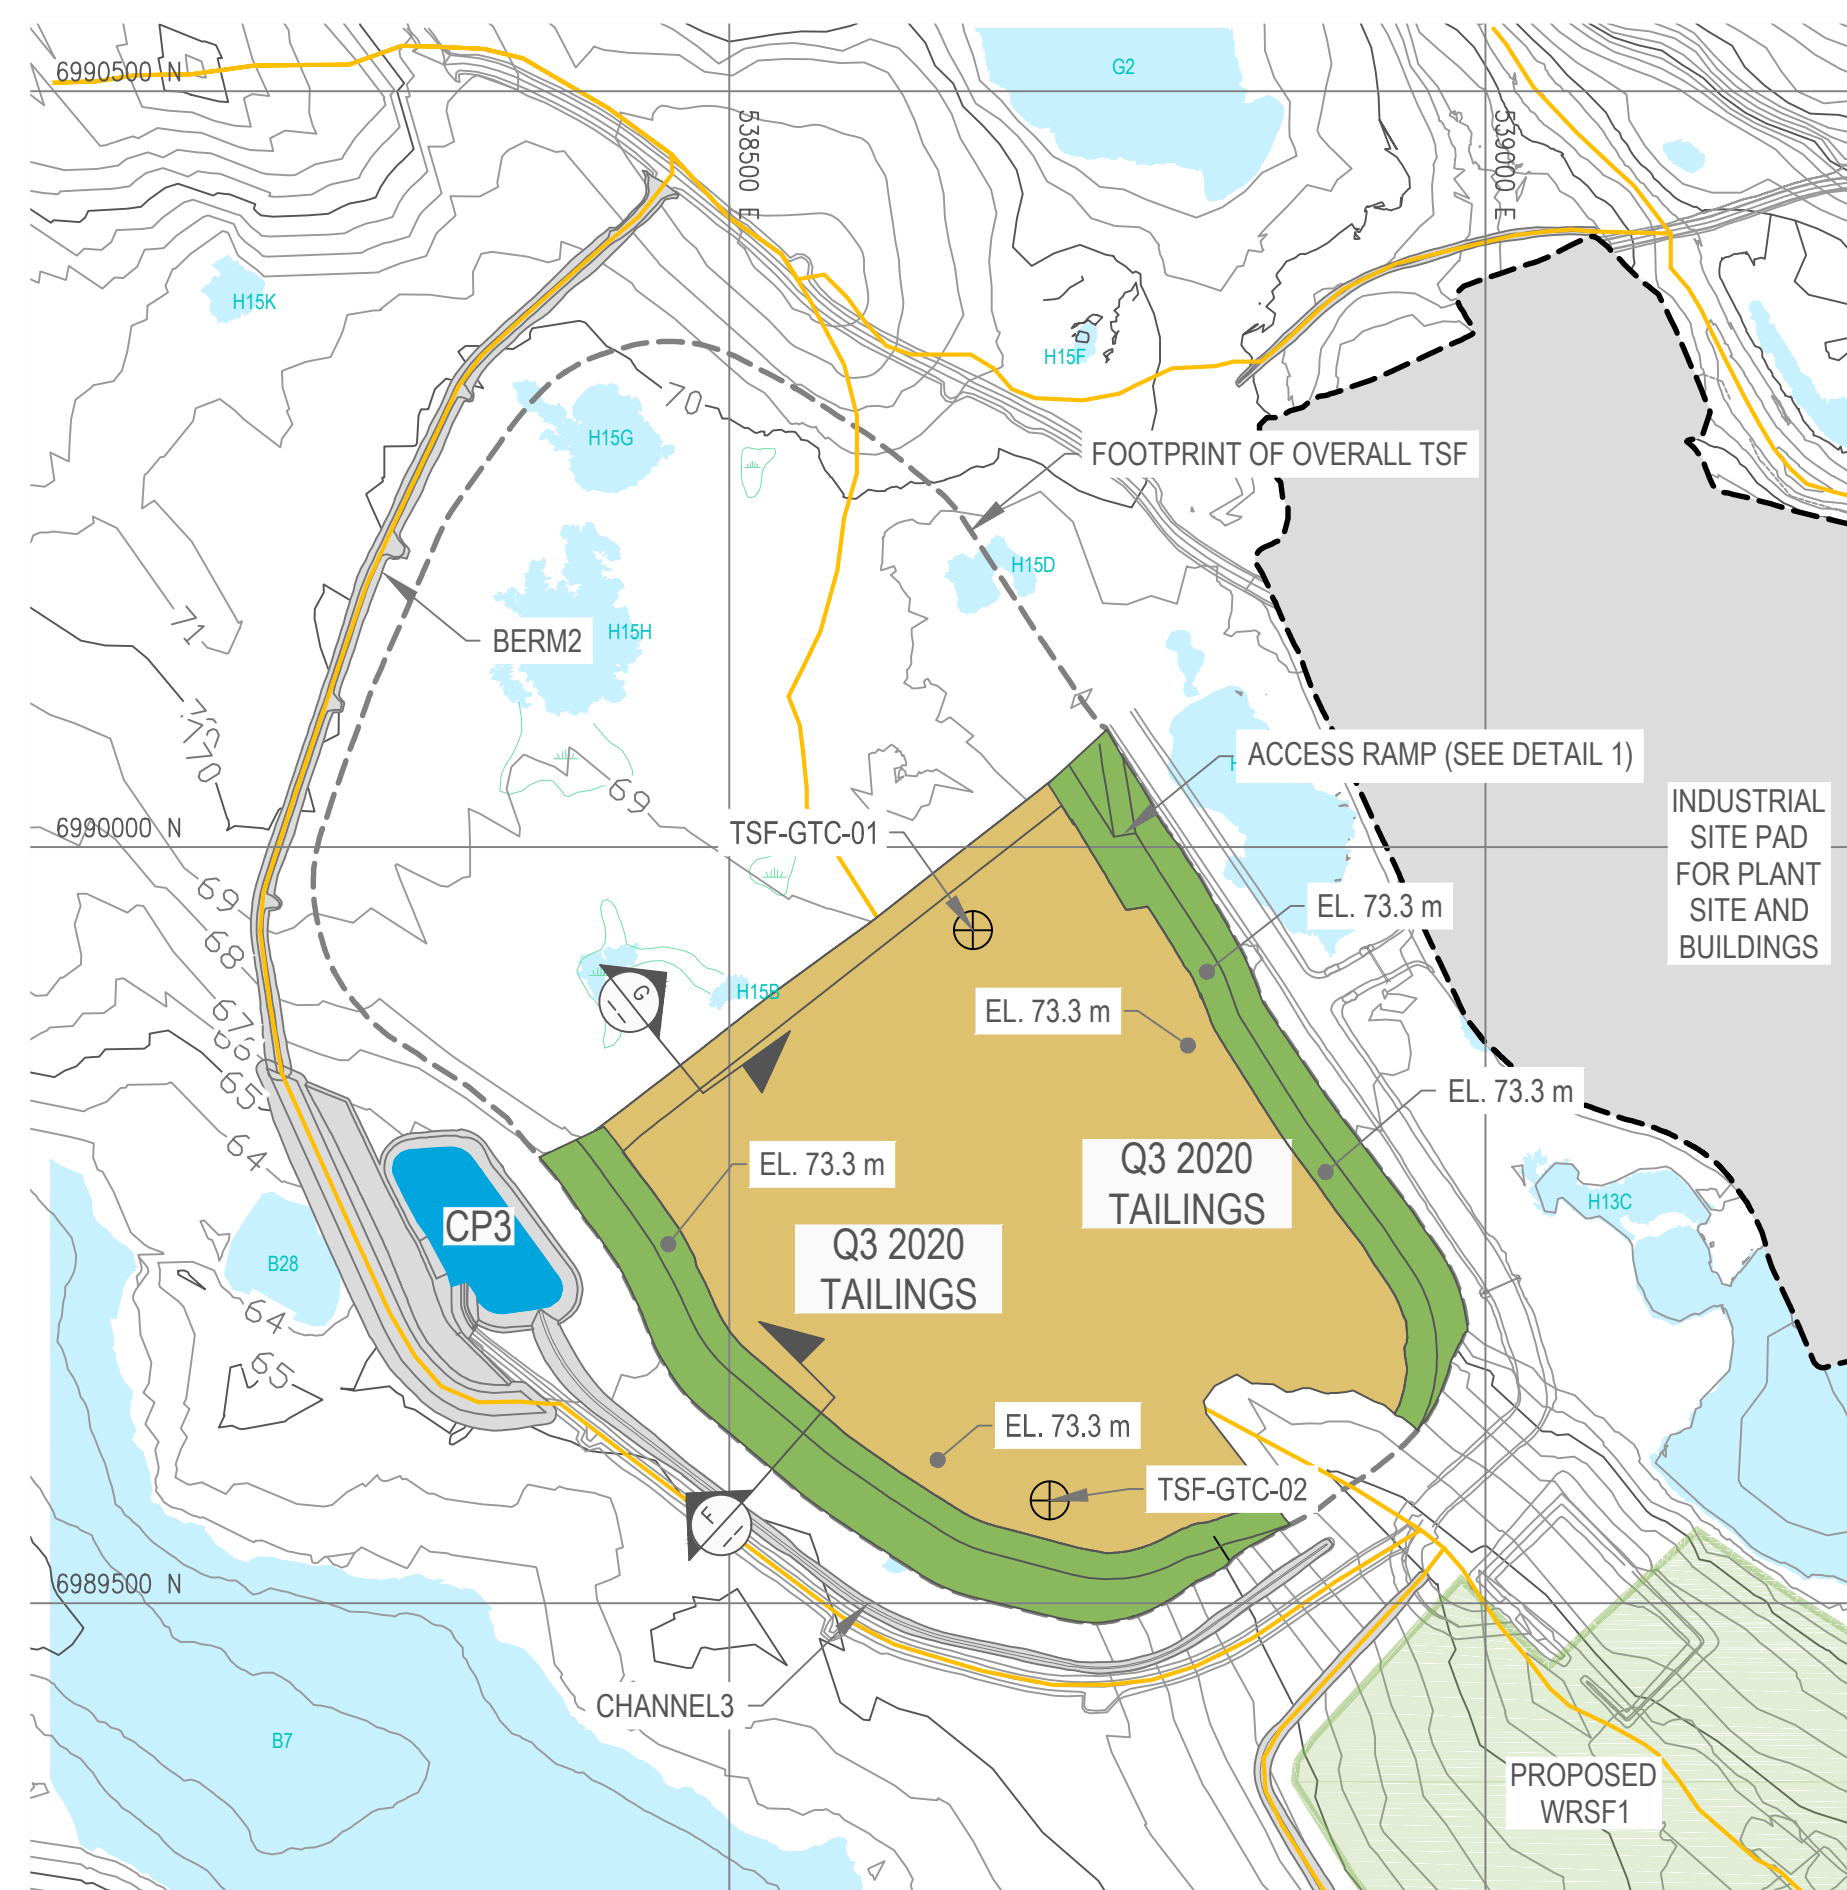 6990500 N
G2
538500 E
539000 E
H15K
H15F
70
H15G
FOOTPRINT OF OVERALL TSF
H15D
71
BERM2
H15H
70
ACCESS RAMP (SEE DETAIL 1)
69
6990000 N
TSF-GTC-01
INDUSTRIAL
SITE PAD
FOR PLANT
SITE AND
BUILDINGS
69
EL. 73.3 m
68
G
H15B
EL. 73.3 m
67
66
65
EL. 73.3 m
64
EL. 73.3 m
Q3 2020
TAILINGS
H13C
CP3
Q3 2020
TAILINGS
B28
64
65
EL. 73.3 m
TSF-GTC-02
F
6989500 N
CHANNEL3
B7
PROPOSED
WRSF1